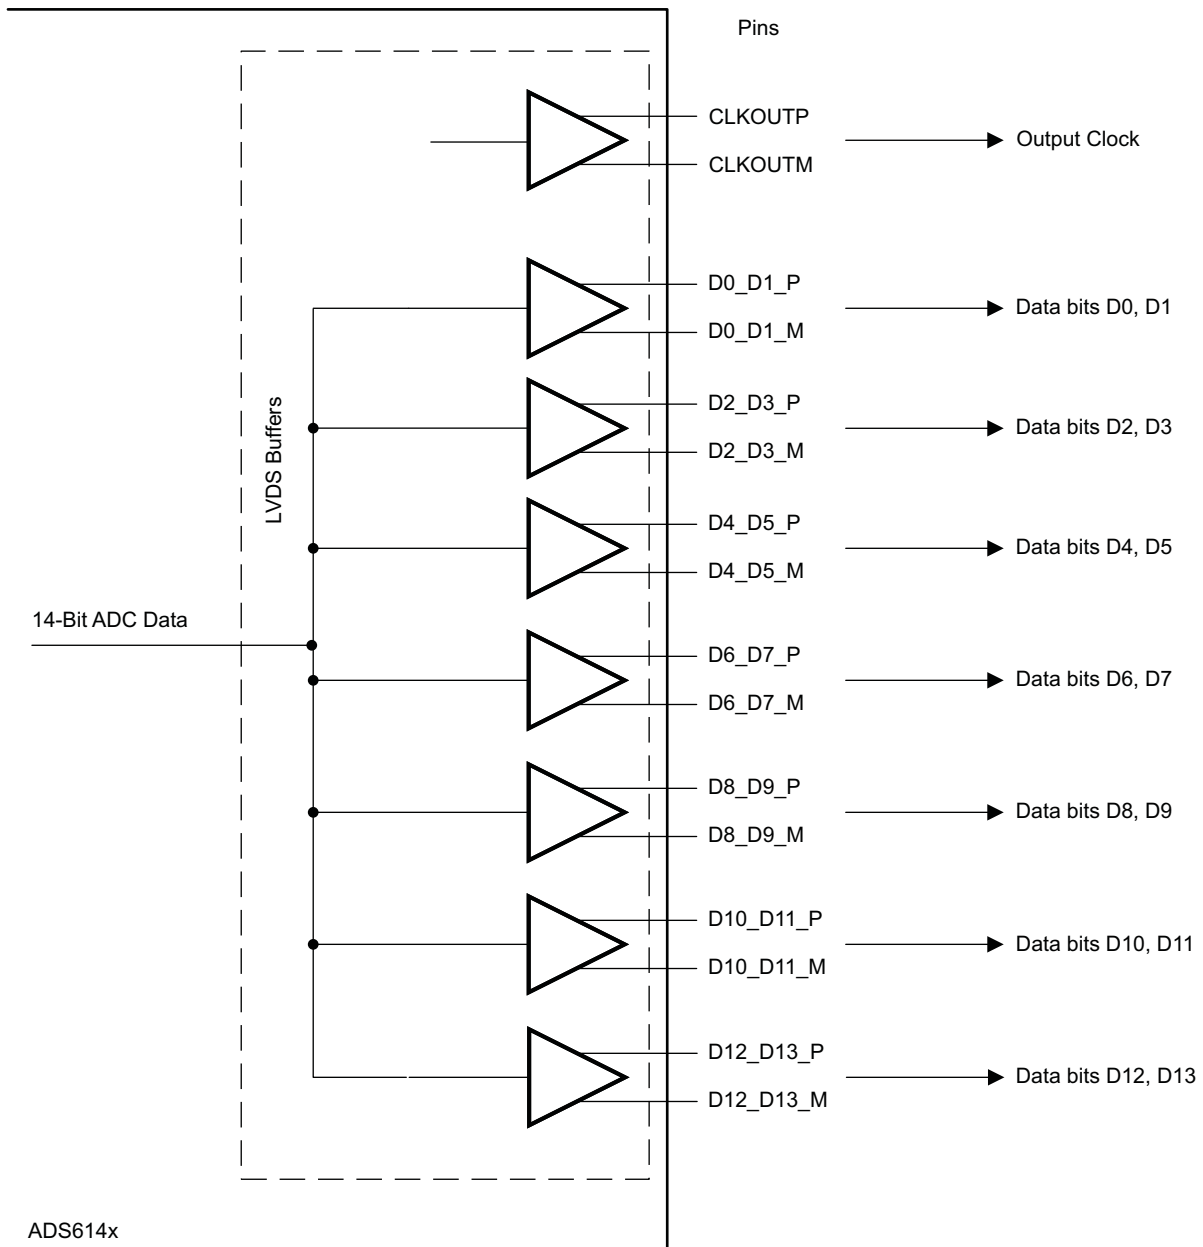 Pins
CLKOUTP
CLKOUTM
Output Clock
D0_D1_P
D0_D1_M
Data bits D0, D1
D2_D3_P
D2_D3_M
Data bits D2, D3
LVDS Buffers
D4_D5_P
D4_D5_M
Data bits D4, D5
14-Bit ADC Data
D6_D7_P
D6_D7_M
Data bits D6, D7
D8_D9_P
D8_D9_M
Data bits D8, D9
D10_D11_P
D10_D11_M
Data bits D10, D11
D12_D13_P
D12_D13_M
Data bits D12, D13
ADS614x